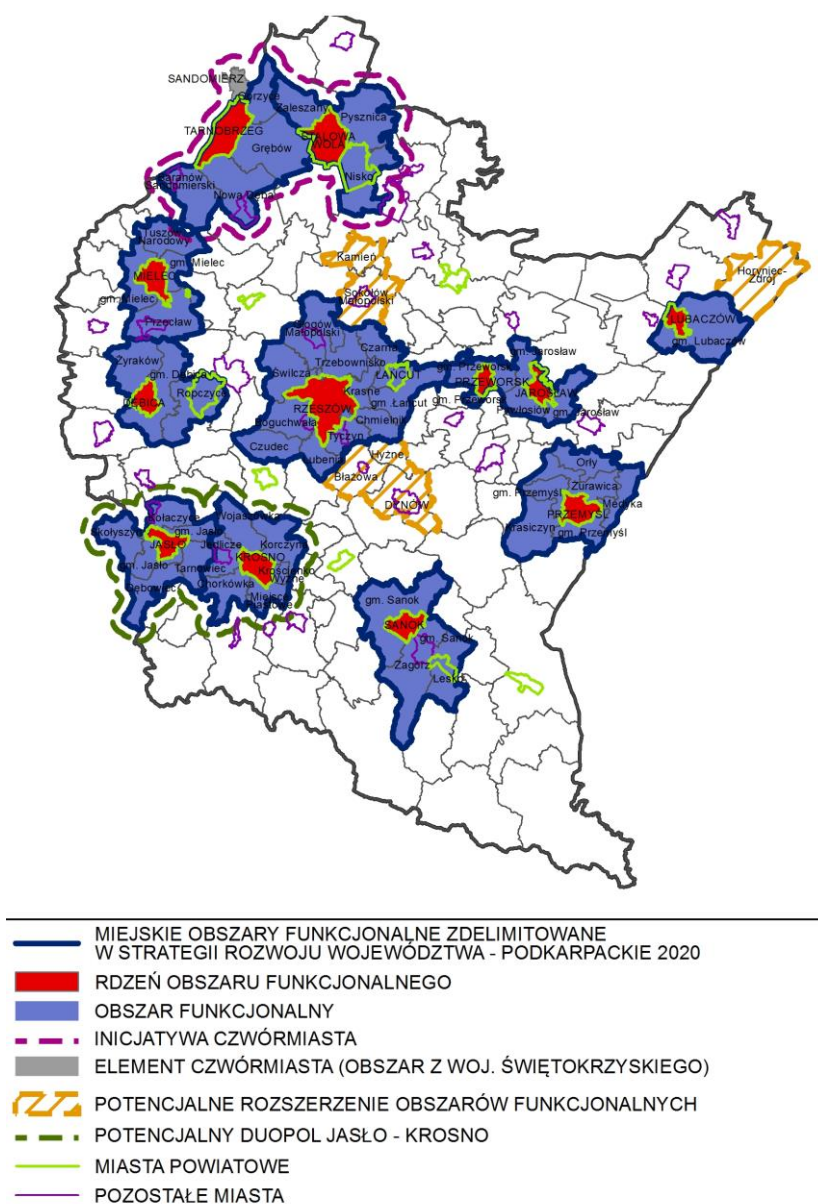 SANDOMIERZ
Gorzyce
Zaleszany
Pysznica
TARNOBRZEG
STALOWA
WOLA
Grębów
Nisko
Baranów
Sandomierski
Nowa Dęba
Tuszów
Narodowy
gm. Mielec
MIELEC
gm. Mielec
Przecław
Kamień
Sokołów
Małopolski
Horyniec-
Zdrój
LUBACZÓW
gm. Lubaczów
Żyraków
gm. Dębica
DĘBICA
Ropczyce
Głogów
Małopolski
Czarna
Trzebownisko
Świlcza
ŁAŃCUT
Krasne
RZESZÓW
gm. Łańcut
Boguchwała
Chmielnik
Tyczyn
Czudec
Lubenia
gm. Przeworsk
PRZEWORSK
gm. Przeworsk
gm. Jarosław
JAROSŁAW
Pawłosiów
gm. Jarosław
Hyżne
Błażowa
DYNÓW
Orły
Żurawica
gm. Przemyśl
Medyka
PRZEMYŚL
Krasiczyn
gm. Przemyśl
Skołyszyn
Kołaczyce
gm. Jasło
JASŁO
gm. Jasło
Tarnowiec
Dębowiec
Wojaszówka
Jedlicze
Korczyna
KROSNO
Krościenko
Wyżne
Chorkówka
Miejsce
Piastowe
gm. Sanok
SANOK
gm. Sanok
Zagórz
Lesko
MIEJSKIE OBSZARY FUNKCJONALNE ZDELIMITOWANE
W STRATEGII ROZWOJU WOJEWÓDZTWA - PODKARPACKIE 2020
RDZEŃ OBSZARU FUNKCJONALNEGO
OBSZAR FUNKCJONALNY
INICJATYWA CZWÓRMIASTA
ELEMENT CZWÓRMIASTA (OBSZAR Z WOJ. ŚWIĘTOKRZYSKIEGO)
POTENCJALNE ROZSZERZENIE OBSZARÓW FUNKCJONALNYCH
POTENCJALNY DUOPOL JASŁO - KROSNO
MIASTA POWIATOWE
POZOSTAŁE MIASTA